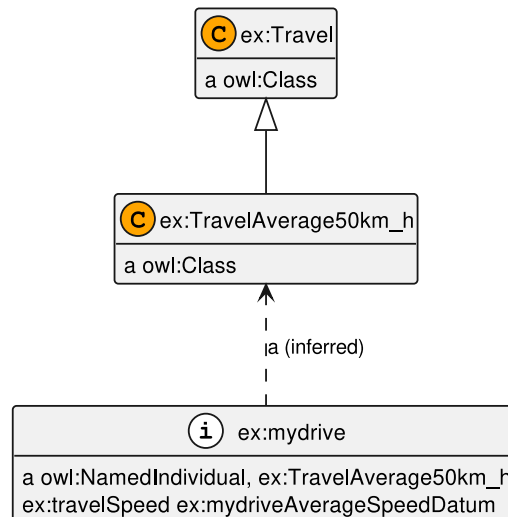 C ex:Travel
a owl:Class
C ex:TravelAverage50km_h
a owl:Class
a (inferred)
i ex:mydrive
a owl:NamedIndividual, ex:TravelAverage50km_h
ex:travelSpeed ex:mydriveAverageSpeedDatum